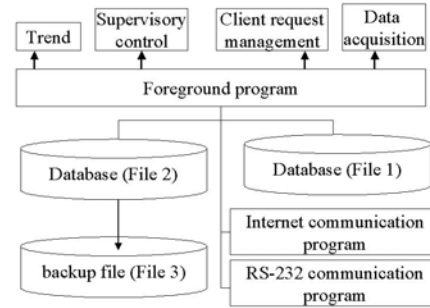 Trend
Supervisory
control
Client request
management
Data
acquisition
Foreground program
Database (File 2)
Database (File 1)
Internet communication
program
backup file (File 3)
RS-232 communication
program